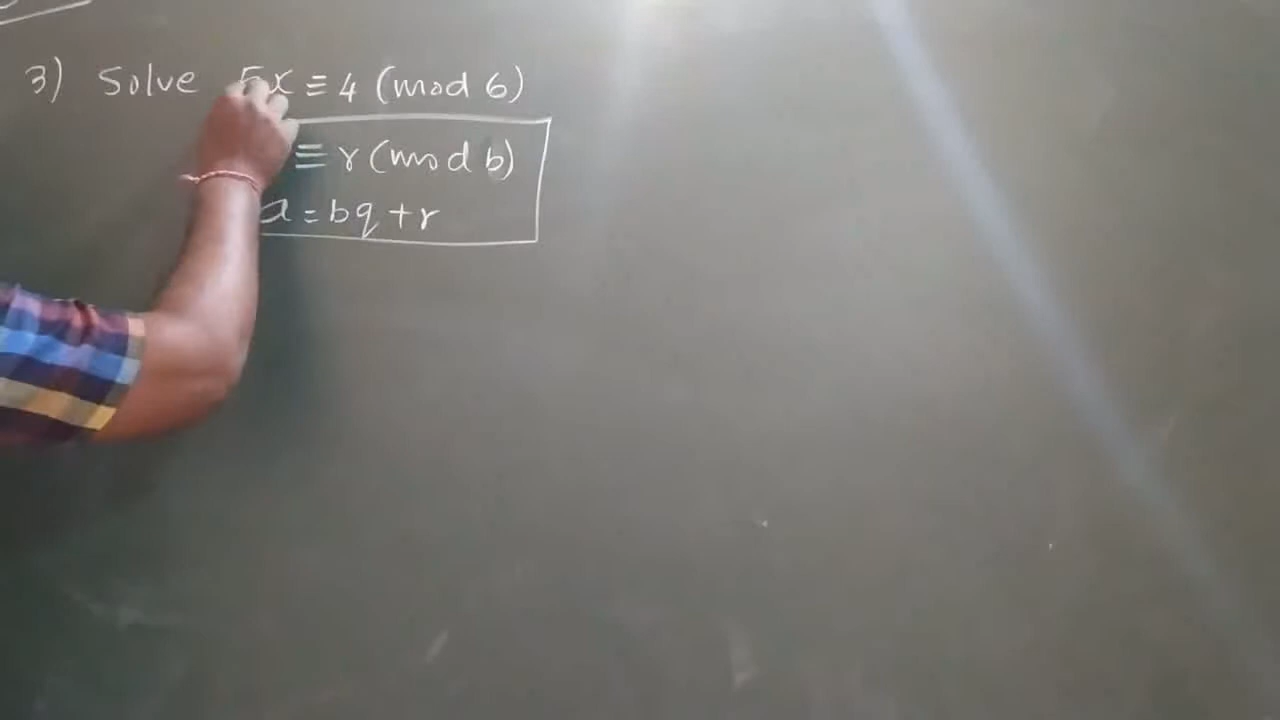 3) Solve 5x ≡ 4 (mod 6)
≡ r (mod b)
a = bq + r